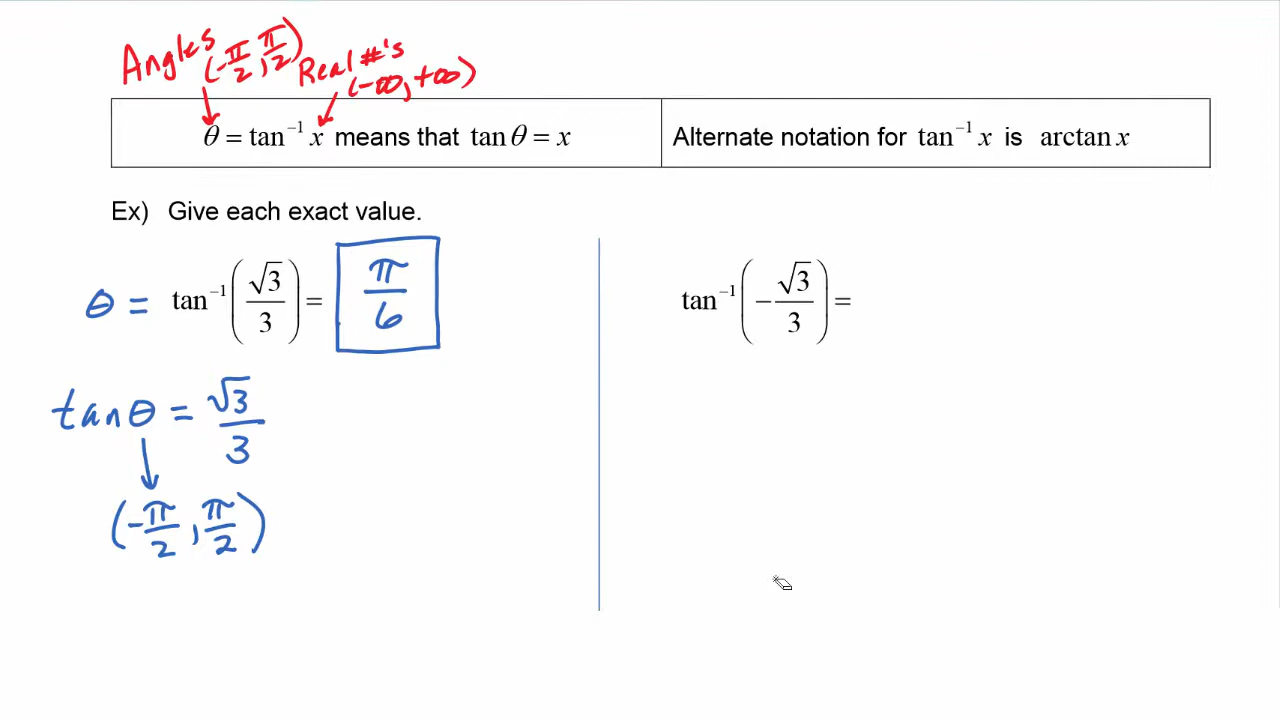 Angles (-π/2, π/2) Real #'s (-∞, +∞)
θ = tan⁻¹ x means that tan θ = x
Alternate notation for tan⁻¹ x is arctan x
Ex) Give each exact value.
θ = tan⁻¹(√3/3) = π/6
tan θ = √3/3
(-π/2, π/2)
tan⁻¹(-√3/3) =